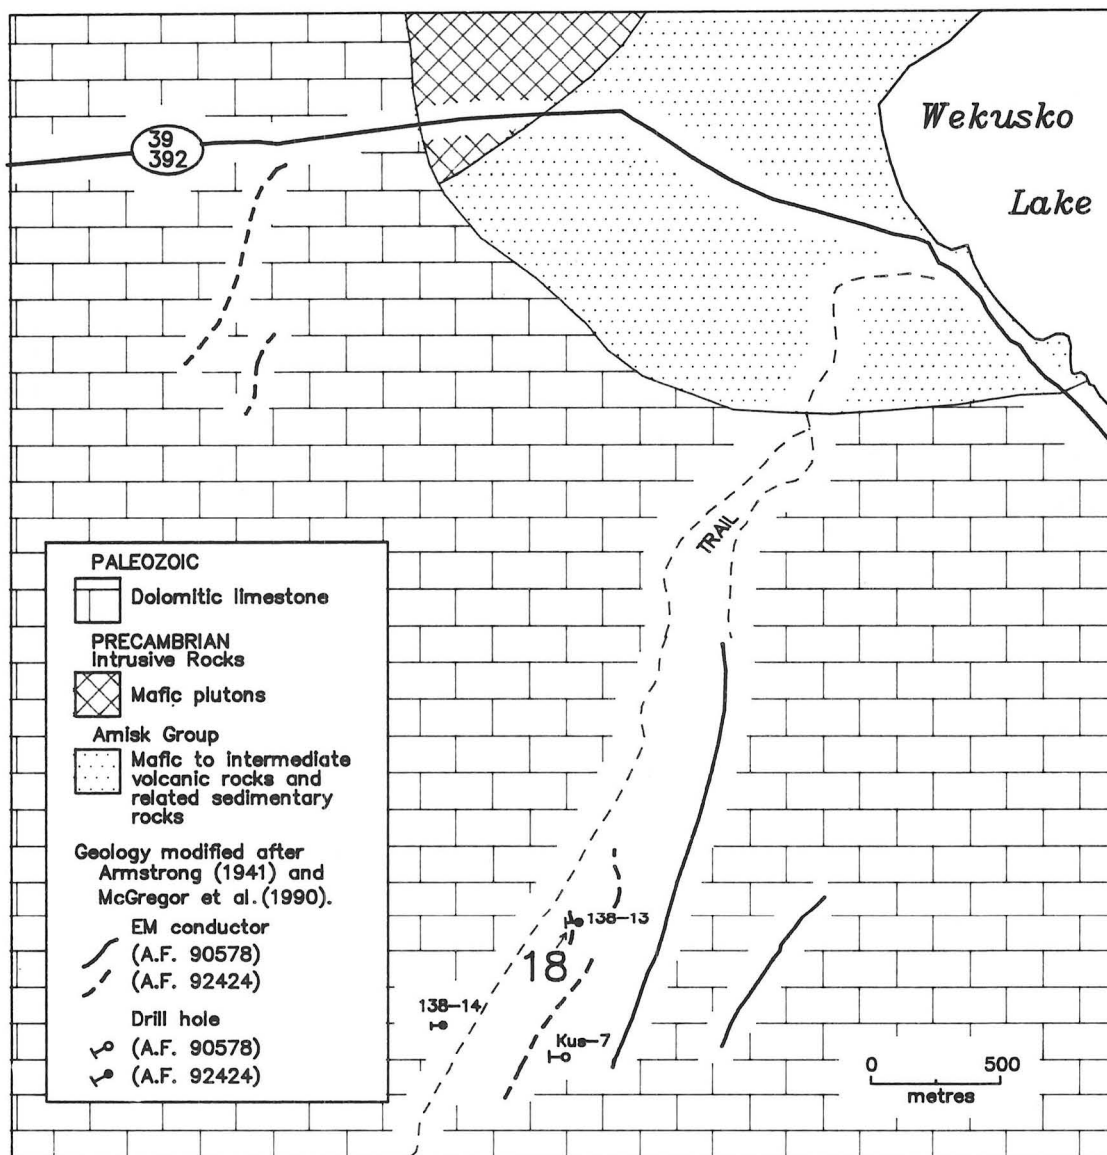 39
392
Wekusko
Lake
TRAIL
PALEOZOIC
Dolomitic limestone
PRECAMBRIAN
Intrusive Rocks
Mafic plutons
Amisk Group
Mafic to intermediate
volcanic rocks and
related sedimentary
rocks
Geology modified after
Armstrong (1941) and
McGregor et al. (1990).
EM conductor
(A.F. 90578)
(A.F. 92424)
Drill hole
(A.F. 90578)
(A.F. 92424)
138-13
18
138-14
Kus-7
0 500
metres